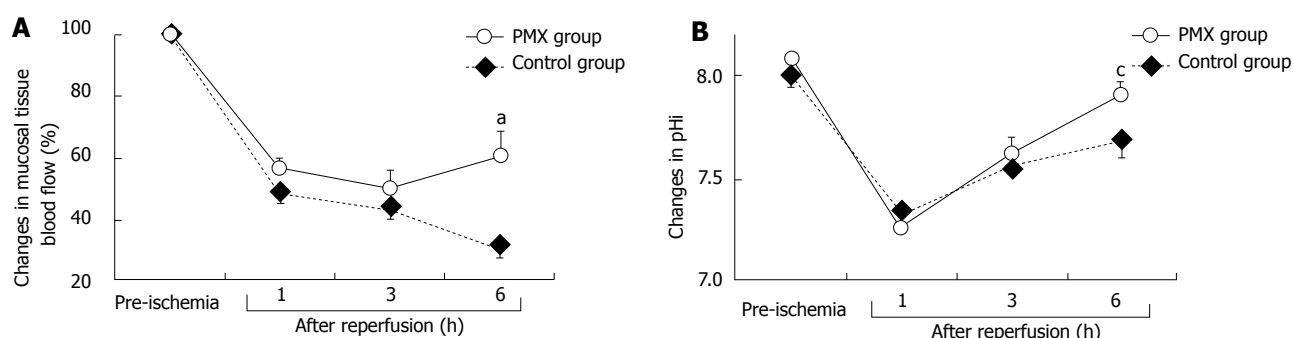 A
Changes in mucosal tissue
blood flow (%)
100
80
60
40
20
PMX group
Control group
a
Pre-ischemia
1
3
6
After reperfusion (h)
B
Changes in pHi
8.0
7.5
7.0
PMX group
Control group
c
Pre-ischemia
1
3
6
After reperfusion (h)